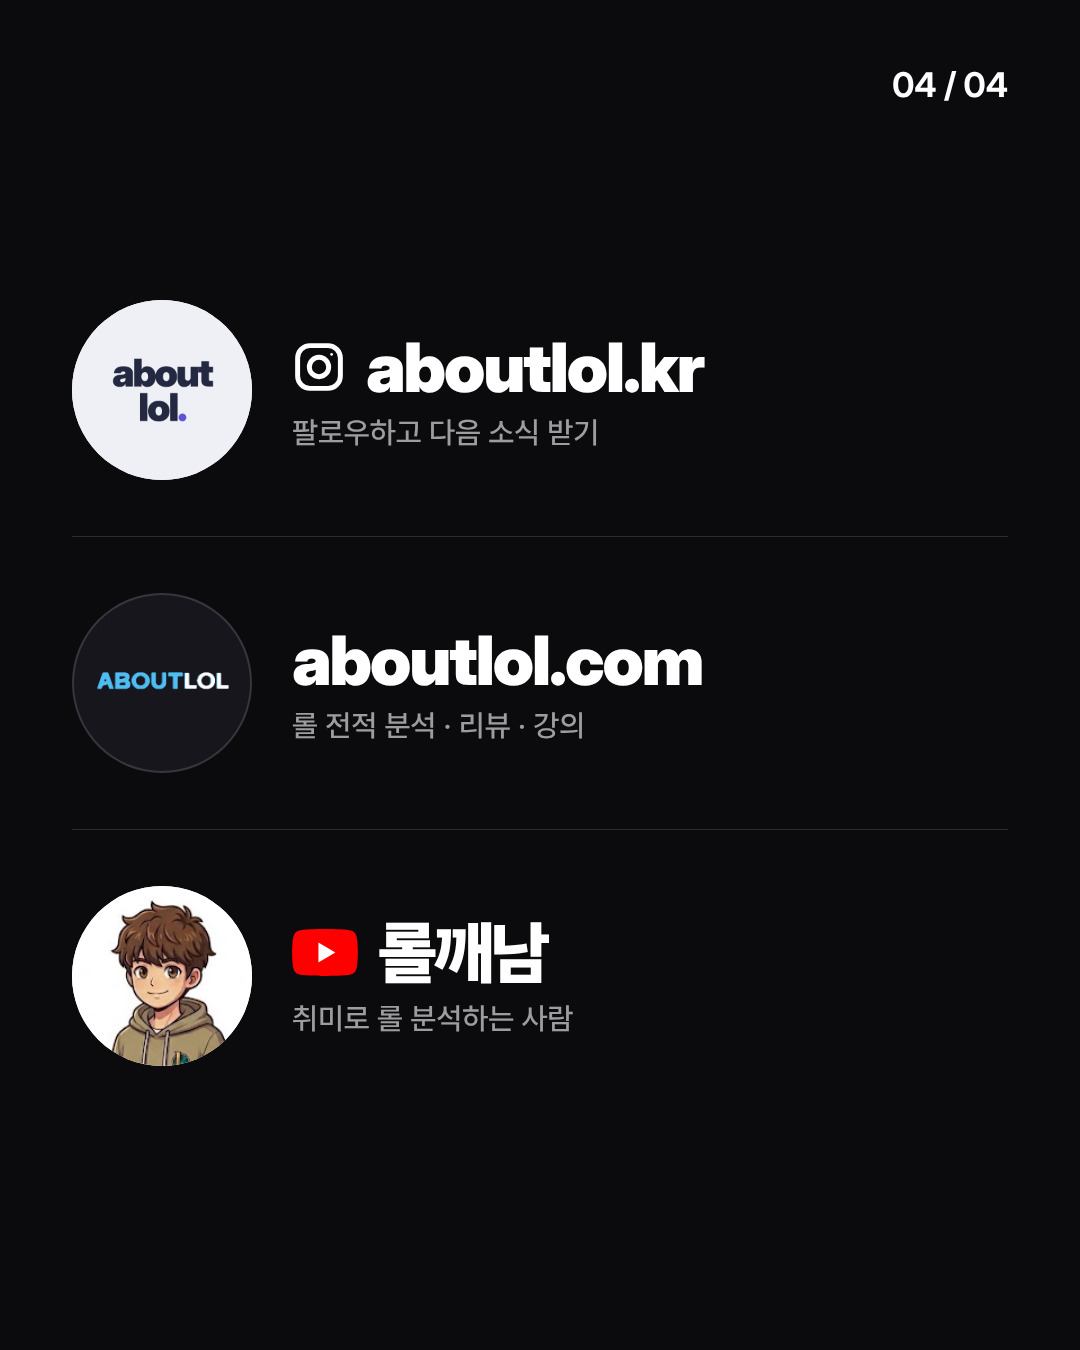 04 / 04
about
lol.
aboutlol.kr
팔로우하고 다음 소식 받기
ABOUTLOL
aboutlol.com
롤 전적 분석 · 리뷰 · 강의
롤깨남
취미로 롤 분석하는 사람